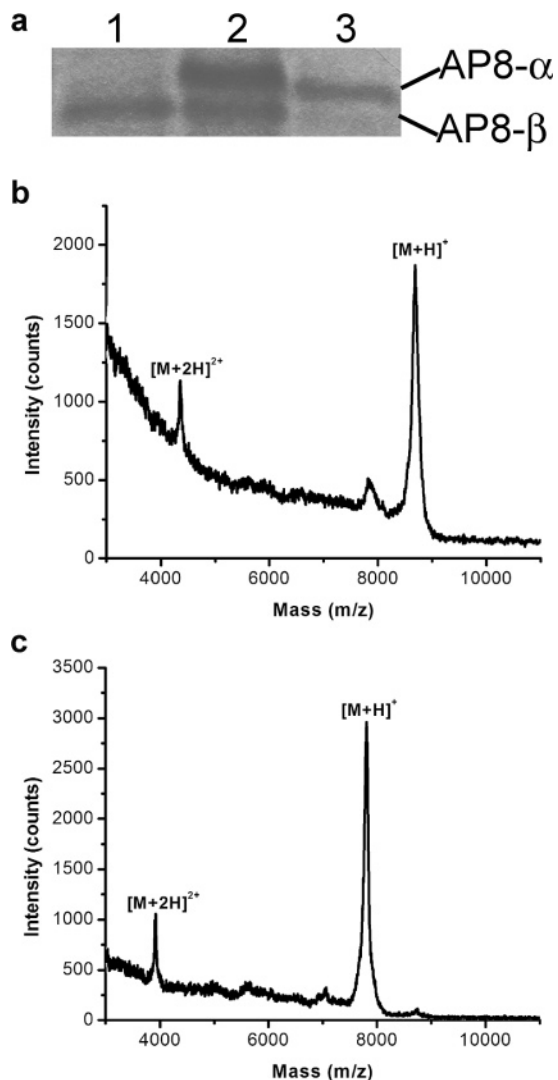 a
1 2 3
AP8-α
AP8-β
b
2000
1500
1000
500
0
Intensity (counts)
[M+2H]2+
[M+H]+
4000 6000 8000 10000
Mass (m/z)
c
3500
3000
2500
2000
1500
1000
500
0
Intensity (counts)
[M+2H]2+
[M+H]+
4000 6000 8000 10000
Mass (m/z)